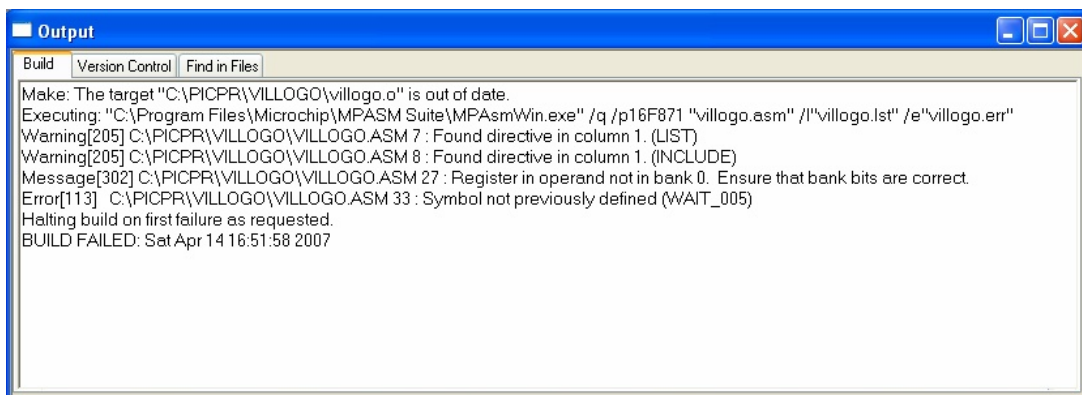 Output
Build Version Control Find in Files
Make: The target "C:\PICPR\VILLOGO\villogo.o" is out of date.
Executing: "C:\Program Files\Microchip\MPASM Suite\MPAsmWin.exe" /q /p16F871 "villogo.asm" /l"villogo.lst" /e"villogo.err"
Warning[205] C:\PICPR\VILLOGO\VILLOGO.ASM 7 : Found directive in column 1. (LIST)
Warning[205] C:\PICPR\VILLOGO\VILLOGO.ASM 8 : Found directive in column 1. (INCLUDE)
Message[302] C:\PICPR\VILLOGO\VILLOGO.ASM 27 : Register in operand not in bank 0. Ensure that bank bits are correct.
Error[113] C:\PICPR\VILLOGO\VILLOGO.ASM 33 : Symbol not previously defined (WAIT_005)
Halting build on first failure as requested.
BUILD FAILED: Sat Apr 14 16:51:58 2007